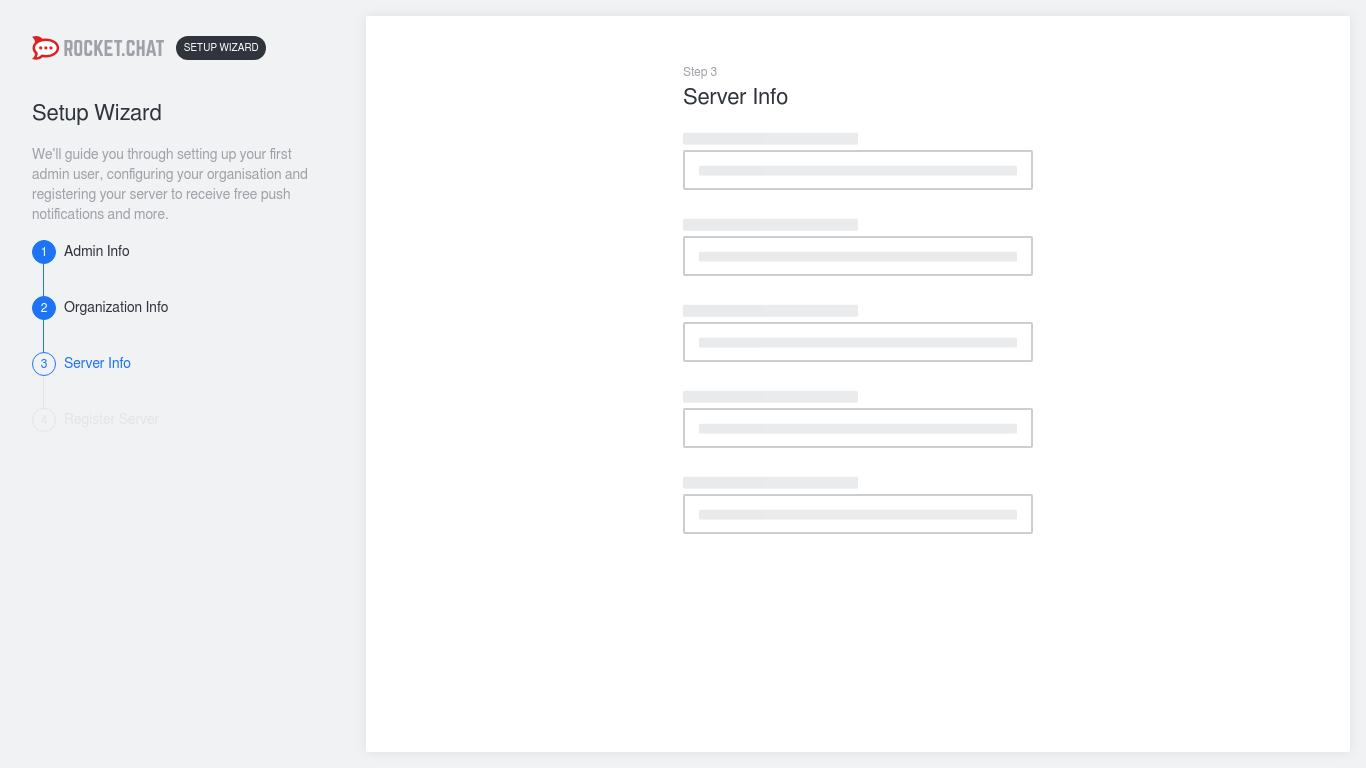 ROCKET.CHAT SETUP WIZARD
Setup Wizard
We'll guide you through setting up your first
admin user, configuring your organisation and
registering your server to receive free push
notifications and more.
1 Admin Info
2 Organization Info
3 Server Info
4 Register Server
Step 3
Server Info